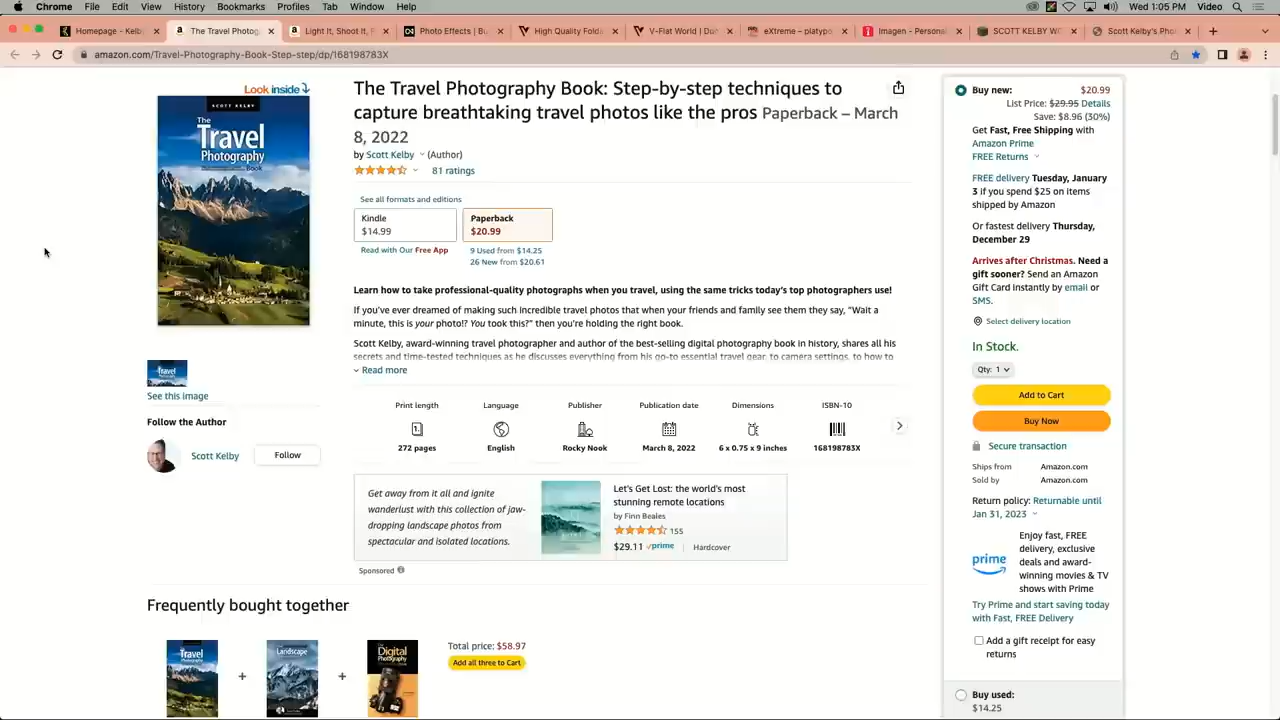 Chrome File Edit View History Bookmarks Profiles Tab Window Help
Wed 1:05 PM Video
Homepage - Kelby
The Travel Photog
Light It, Shoot It, F
Photo Effects | Bu
High Quality Folda
V-Flat World | Du
eXtreme – platypo
Imagen - Personal
SCOTT KELBY WO
Scott Kelby's Pho
amazon.com/Travel-Photography-Book-Step-step/dp/168198783X
Look inside
SCOTT KELBY
The
Travel
Photography
Book
See this image
Follow the Author
Scott Kelby
Follow
The Travel Photography Book: Step-by-step techniques to
capture breathtaking travel photos like the pros Paperback – March
8, 2022
by Scott Kelby (Author)
81 ratings
See all formats and editions
Kindle
$14.99
Paperback
$20.99
Read with Our Free App
9 Used from $14.25
26 New from $20.61
Learn how to take professional-quality photographs when you travel, using the same tricks today's top photographers use!
If you've ever dreamed of making such incredible travel photos that when your friends and family see them they say, "Wait a
minute, this is your photo!? You took this?" then you're holding the right book.
Scott Kelby, award-winning travel photographer and author of the best-selling digital photography book in history, shares all his
secrets and time-tested techniques as he discusses everything from his go-to essential travel gear, to camera settings, to how to
Read more
Print length
272 pages
Language
English
Publisher
Rocky Nook
Publication date
March 8, 2022
Dimensions
6 x 0.75 x 9 inches
ISBN-10
168198783X
Get away from it all and ignite
wanderlust with this collection of jaw-
dropping landscape photos from
spectacular and isolated locations.
Let's Get Lost: the world's most
stunning remote locations
by Finn Beales
155
$29.11 prime | Hardcover
Sponsored
Frequently bought together
Travel
Photography
+
Landscape
+
Digital
Photography
Total price: $58.97
Add all three to Cart
Buy new: $20.99
List Price: $29.95 Details
Save: $8.96 (30%)
Get Fast, Free Shipping with
Amazon Prime
FREE Returns
FREE delivery Tuesday, January
3 if you spend $25 on items
shipped by Amazon
Or fastest delivery Thursday,
December 29
Arrives after Christmas. Need a
gift sooner? Send an Amazon
Gift Card instantly by email or
SMS.
Select delivery location
In Stock.
Qty: 1
Add to Cart
Buy Now
Secure transaction
Ships from Amazon.com
Sold by Amazon.com
Return policy: Returnable until
Jan 31, 2023
prime
Enjoy fast, FREE
delivery, exclusive
deals and award-
winning movies & TV
shows with Prime
Try Prime and start saving today
with Fast, FREE Delivery
Add a gift receipt for easy
returns
Buy used:
$14.25